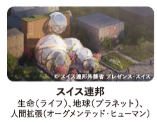 © スイス連邦外務省 プレゼンス・スイス
スイス連邦
生命(ライフ)、地球(プラネット)、
人間拡張(オーグメンテッド・ヒューマン)